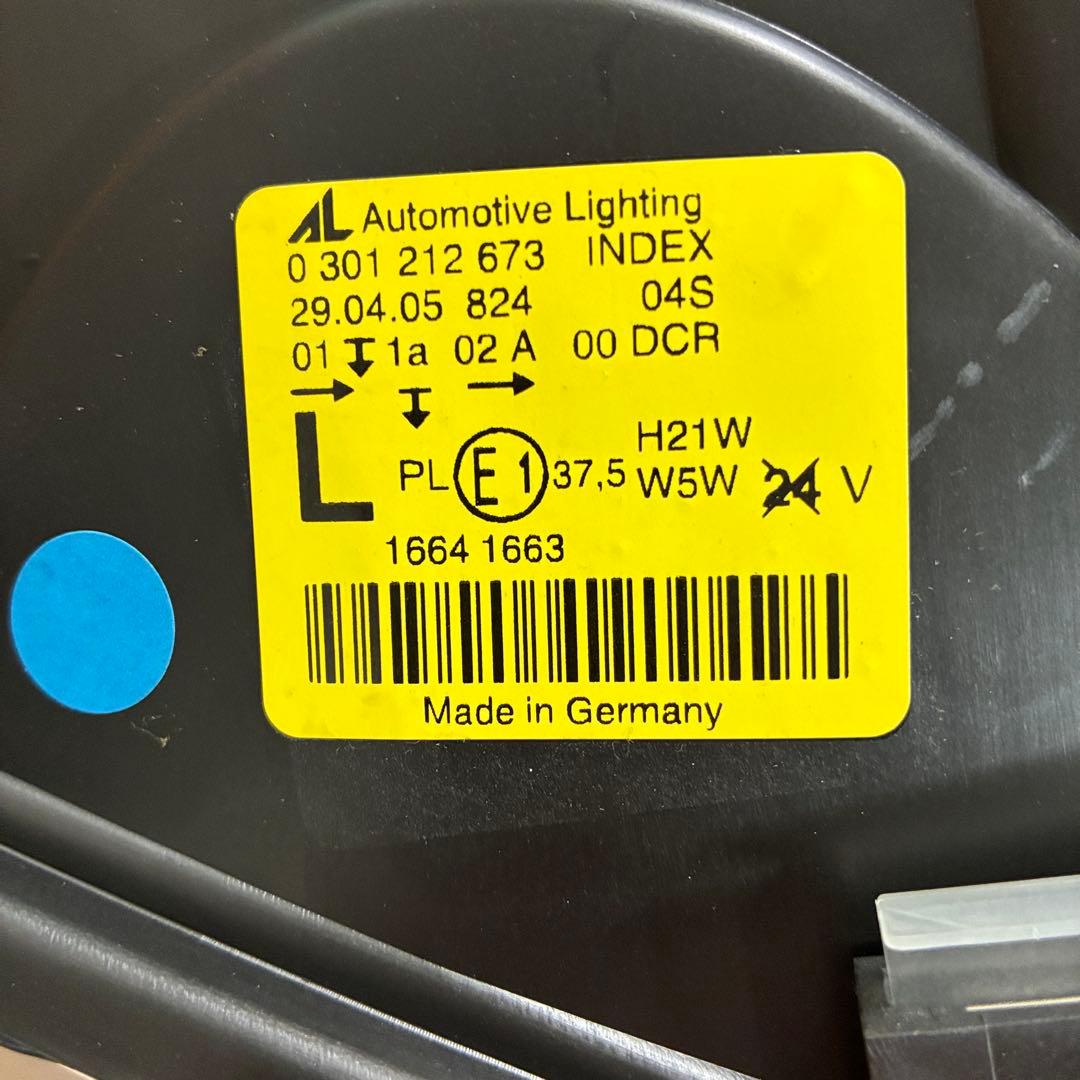 AL Automotive Lighting
0 301 212 673 INDEX
29.04.05 824 04S
01 1a 02 A 00 DCR
L PL E1 37,5 H21W
W5W 24 V
1664 1663
Made in Germany